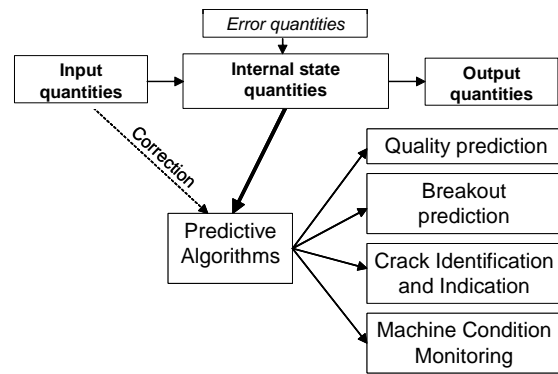 Error quantities
Input
quantities
Internal state
quantities
Output
quantities
Correction
Predictive
Algorithms
Quality prediction
Breakout
prediction
Crack Identification
and Indication
Machine Condition
Monitoring